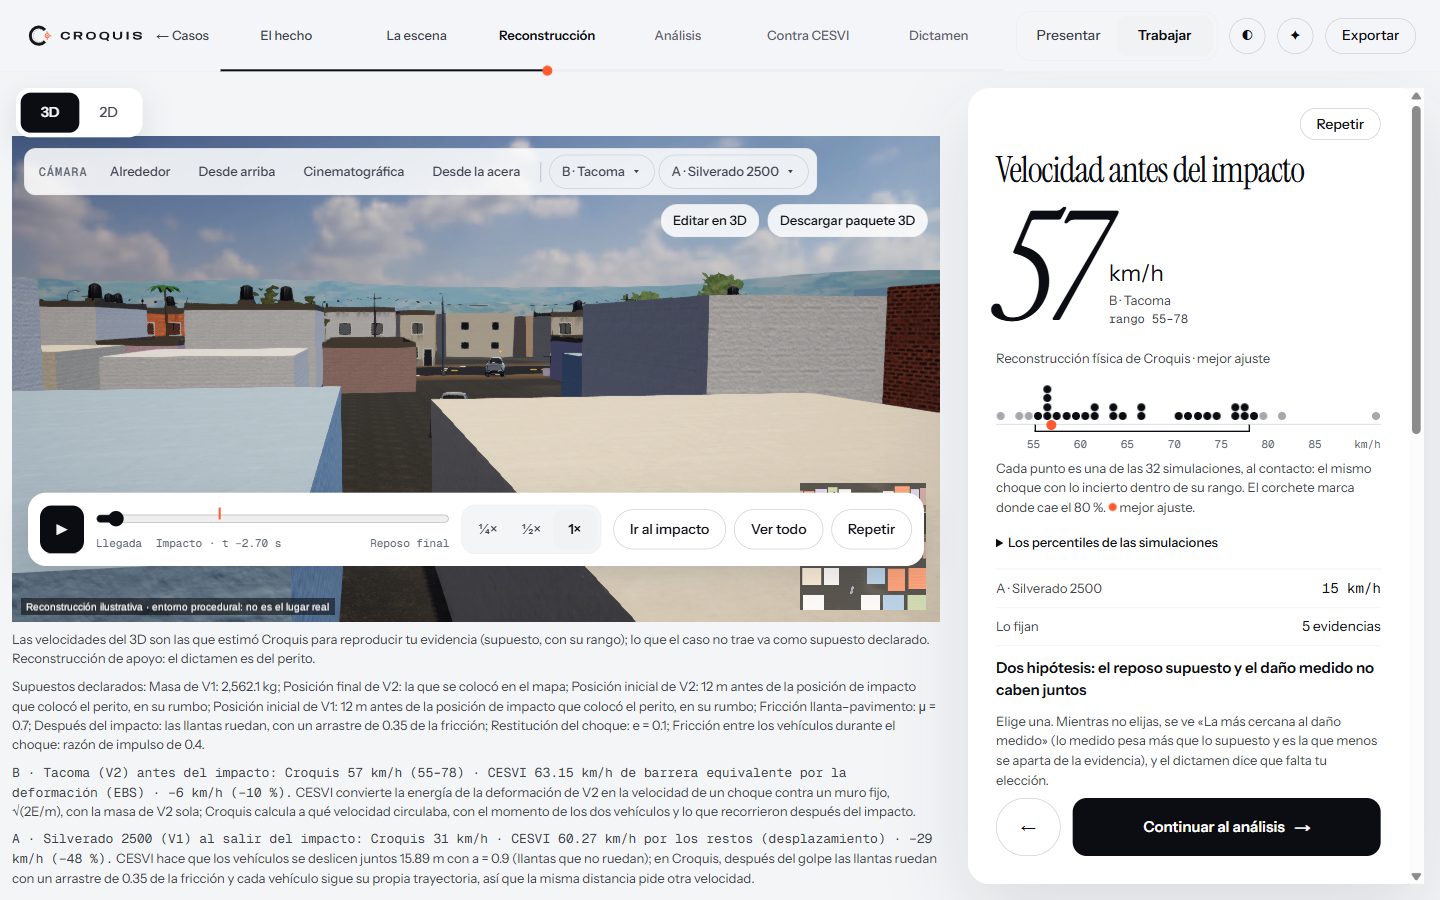 CROQUIS
← Casos
El hecho
La escena
Reconstrucción
Análisis
Contra CESVI
Dictamen
Presentar
Trabajar
Exportar
3D
2D
CÁMARA
Alrededor
Desde arriba
Cinematográfica
Desde la acera
B · Tacoma
A · Silverado 2500
Editar en 3D
Descargar paquete 3D
Llegada
Impacto · t −2.70 s
Reposo final
¼×
½×
1×
Ir al impacto
Ver todo
Repetir
Reconstrucción ilustrativa · entorno procedural: no es el lugar real
Las velocidades del 3D son las que estimó Croquis para reproducir tu evidencia (supuesto, con su rango); lo que el caso no trae va como supuesto declarado.
Reconstrucción de apoyo: el dictamen es del perito.
Supuestos declarados: Masa de V1: 2,562.1 kg; Posición final de V2: la que se colocó en el mapa; Posición inicial de V2: 12 m antes de la posición de impacto
que colocó el perito, en su rumbo; Posición inicial de V1: 12 m antes de la posición de impacto que colocó el perito, en su rumbo; Fricción llanta–pavimento: μ =
0.7; Después del impacto: las llantas ruedan, con un arrastre de 0.35 de la fricción; Restitución del choque: e = 0.1; Fricción entre los vehículos durante el
choque: razón de impulso de 0.4.
B · Tacoma (V2) antes del impacto: Croquis 57 km/h (55–78) · CESVI 63.15 km/h de barrera equivalente por la
deformación (EBS) · −6 km/h (−10 %). CESVI convierte la energía de la deformación de V2 en la velocidad de un choque contra un muro fijo,
√(2E/m), con la masa de V2 sola; Croquis calcula a qué velocidad circulaba, con el momento de los dos vehículos y lo que recorrieron después del impacto.
A · Silverado 2500 (V1) al salir del impacto: Croquis 31 km/h · CESVI 60.27 km/h por los restos (desplazamiento) · −29
km/h (−48 %). CESVI hace que los vehículos se deslicen juntos 15.89 m con a = 0.9 (llantas que no ruedan); en Croquis, después del golpe las llantas ruedan
con un arrastre de 0.35 de la fricción y cada vehículo sigue su propia trayectoria, así que la misma distancia pide otra velocidad.
Repetir
Velocidad antes del impacto
57
km/h
B · Tacoma
rango 55–78
Reconstrucción física de Croquis · mejor ajuste
55
60
65
70
75
80
85
km/h
Cada punto es una de las 32 simulaciones, al contacto: el mismo
choque con lo incierto dentro de su rango. El corchete marca
donde cae el 80 %. mejor ajuste.
Los percentiles de las simulaciones
A · Silverado 2500
15 km/h
Lo fijan
5 evidencias
Dos hipótesis: el reposo supuesto y el daño medido no
caben juntos
Elige una. Mientras no elijas, se ve «La más cercana al daño
medido» (lo medido pesa más que lo supuesto y es la que menos
se aparta de la evidencia), y el dictamen dice que falta tu
elección.
←
Continuar al análisis →